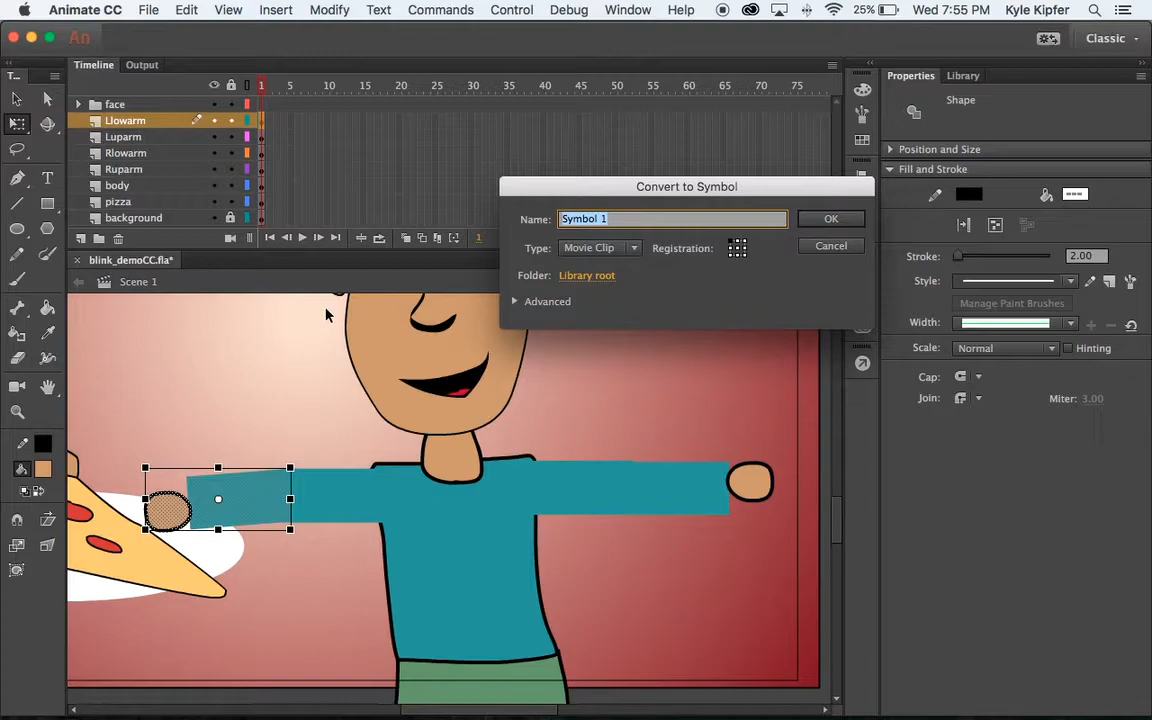 Animate CC File Edit View Insert Modify Text Commands Control Debug Window Help 25% Wed 7:55 PM Kyle Kipfer
An Classic
T... Timeline Output Properties Library
1 5 10 15 20 25 30 35 40 45 50 55 60 65 70 75
face
Shape
Llowarm
Luparm
Rlowarm
Position and Size
Ruparm
Fill and Stroke
body
pizza
background
1
Convert to Symbol
Name: Symbol 1 OK
Type: Movie Clip Registration: Cancel
Folder: Library root
Advanced
Stroke: 2.00
blink_demoCC.fla*
Scene 1
Style:
Manage Paint Brushes
Width:
Scale: Normal Hinting
Cap:
Join: Miter: 3.00